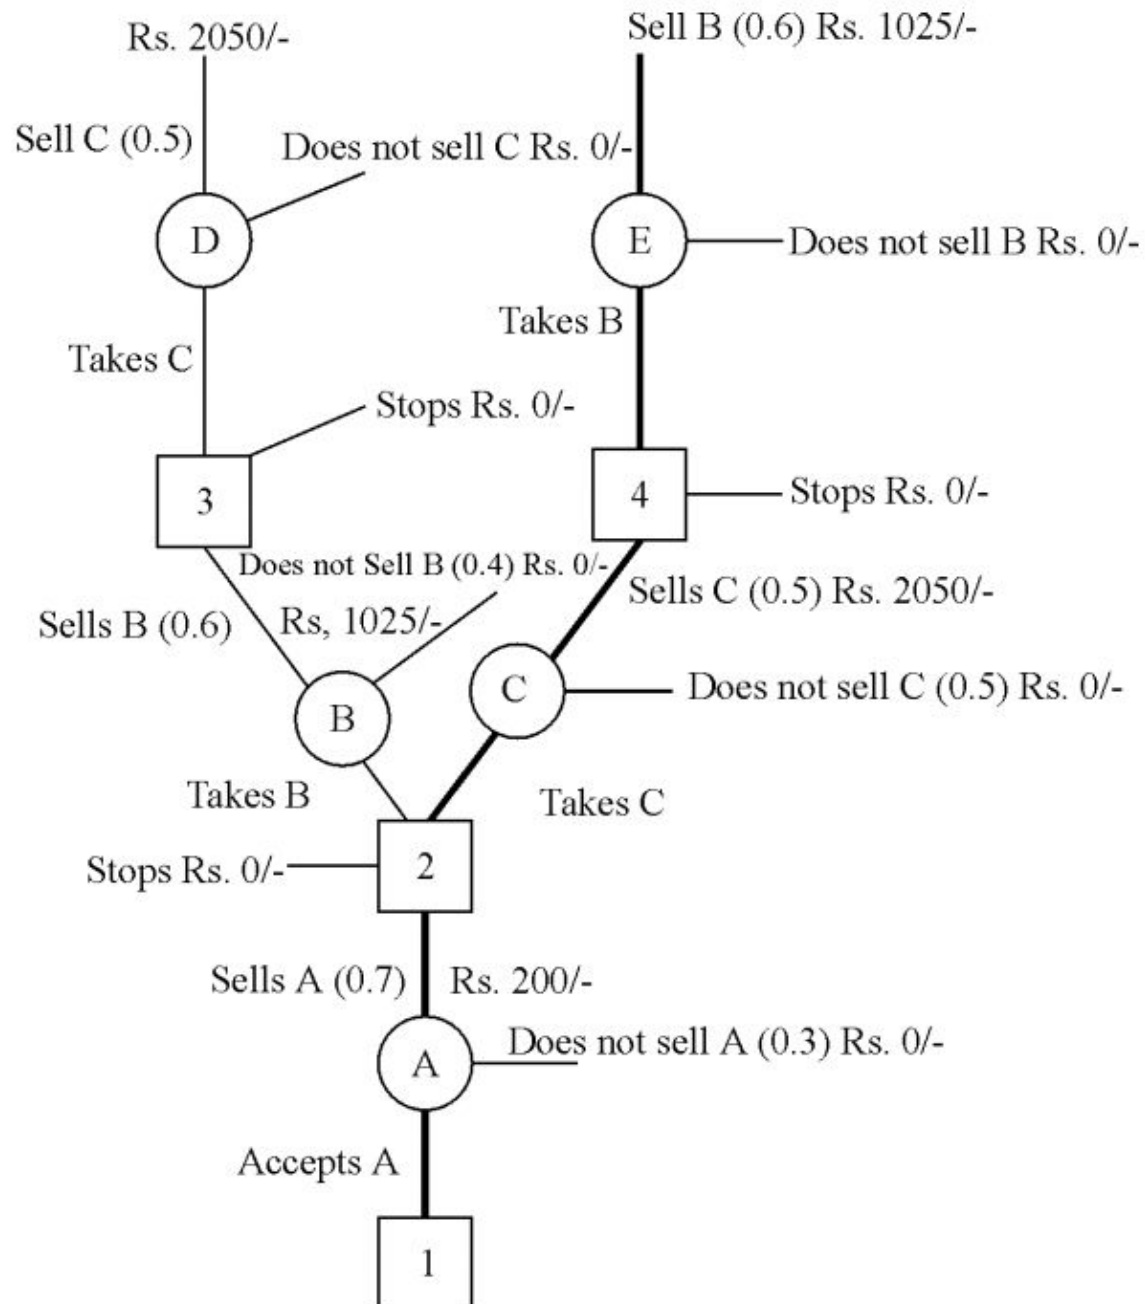 Rs. 2050/-
Sell B (0.6) Rs. 1025/-
Sell C (0.5)
Does not sell C Rs. 0/-
D
E
Does not sell B Rs. 0/-
Takes B
Takes C
Stops Rs. 0/-
3
4
Stops Rs. 0/-
Does not Sell B (0.4) Rs. 0/-
Sells C (0.5) Rs. 2050/-
Sells B (0.6)
Rs, 1025/-
C
Does not sell C (0.5) Rs. 0/-
B
Takes B
Takes C
Stops Rs. 0/-
2
Sells A (0.7)
Rs. 200/-
Does not sell A (0.3) Rs. 0/-
A
Accepts A
1